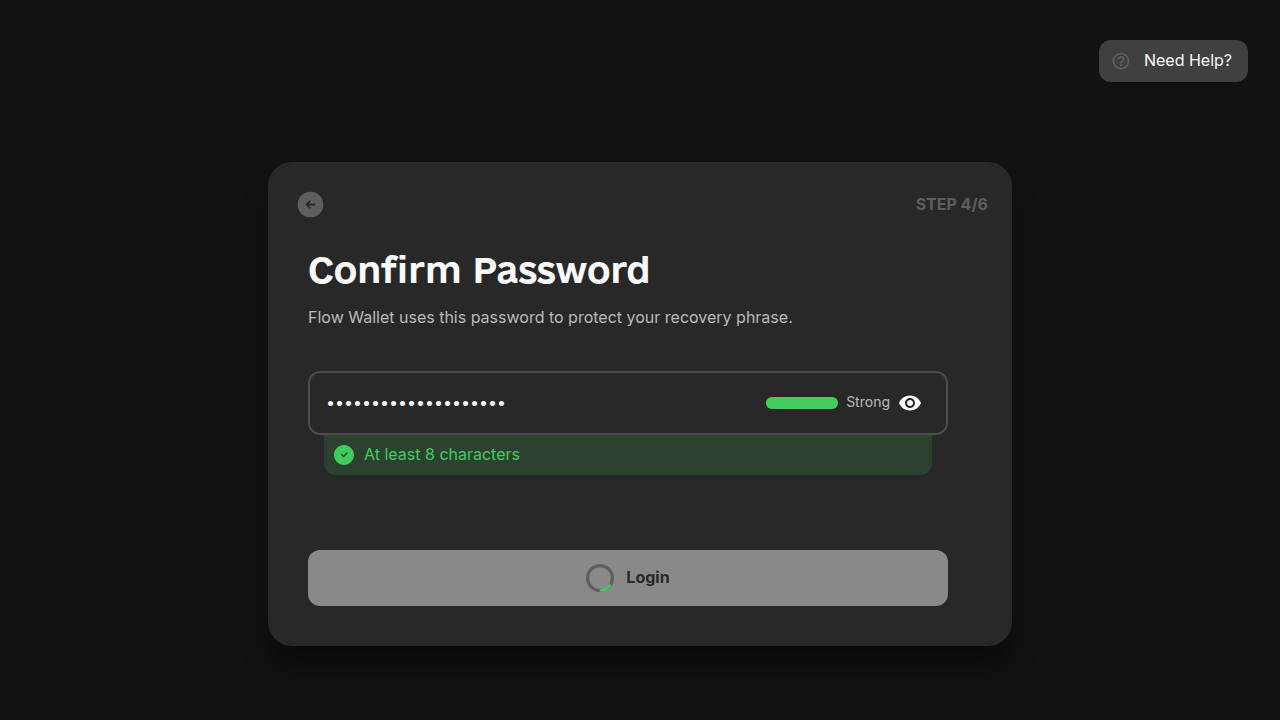 Need Help?
STEP 4/6
Confirm Password
Flow Wallet uses this password to protect your recovery phrase.
••••••••••••••••••••
Strong
At least 8 characters
Login